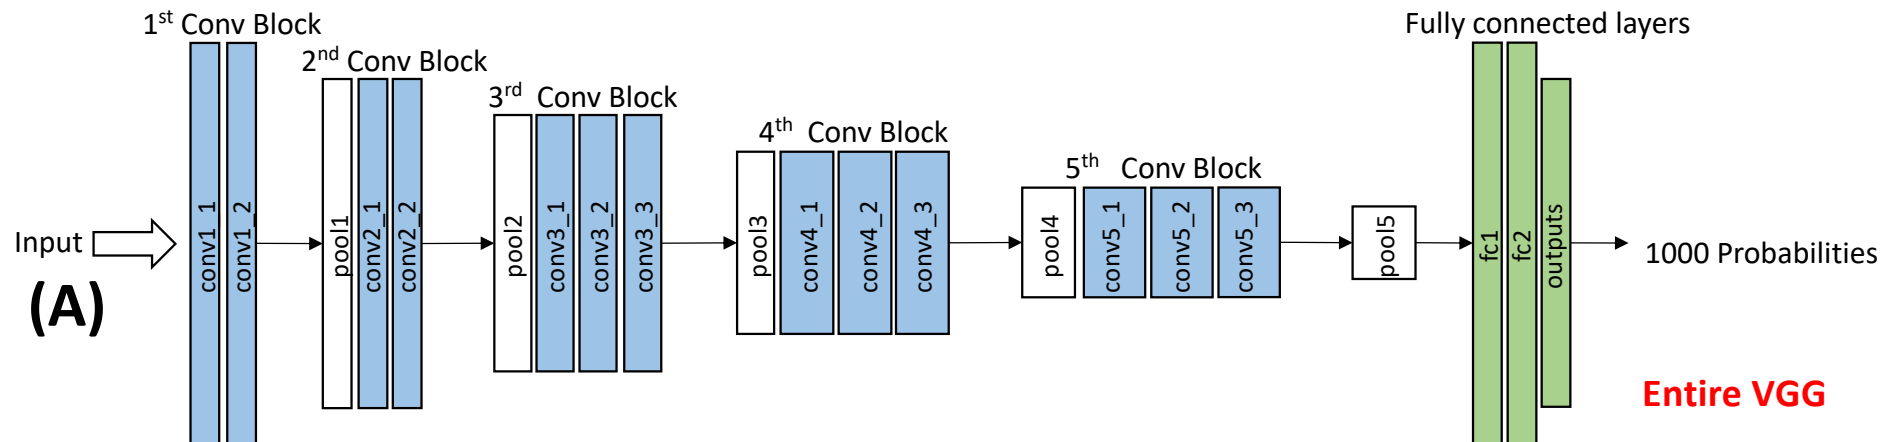 1st Conv Block
2nd Conv Block
3rd Conv Block
4th Conv Block
5th Conv Block
Fully connected layers
Input
conv1_1
conv1_2
pool1
conv2_1
conv2_2
pool2
conv3_1
conv3_2
conv3_3
pool3
conv4_1
conv4_2
conv4_3
pool4
conv5_1
conv5_2
conv5_3
pool5
fc1
fc2
outputs
1000 Probabilities
(A)
Entire VGG